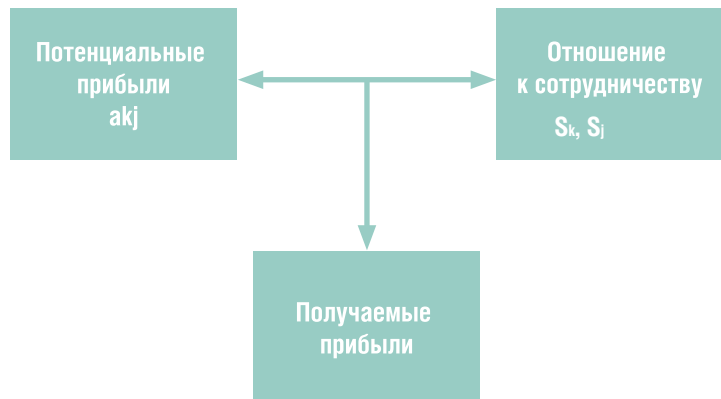 Потенциальные
прибыли
akj
Отношение
к сотрудничеству
Sk, Sj
Получаемые
прибыли